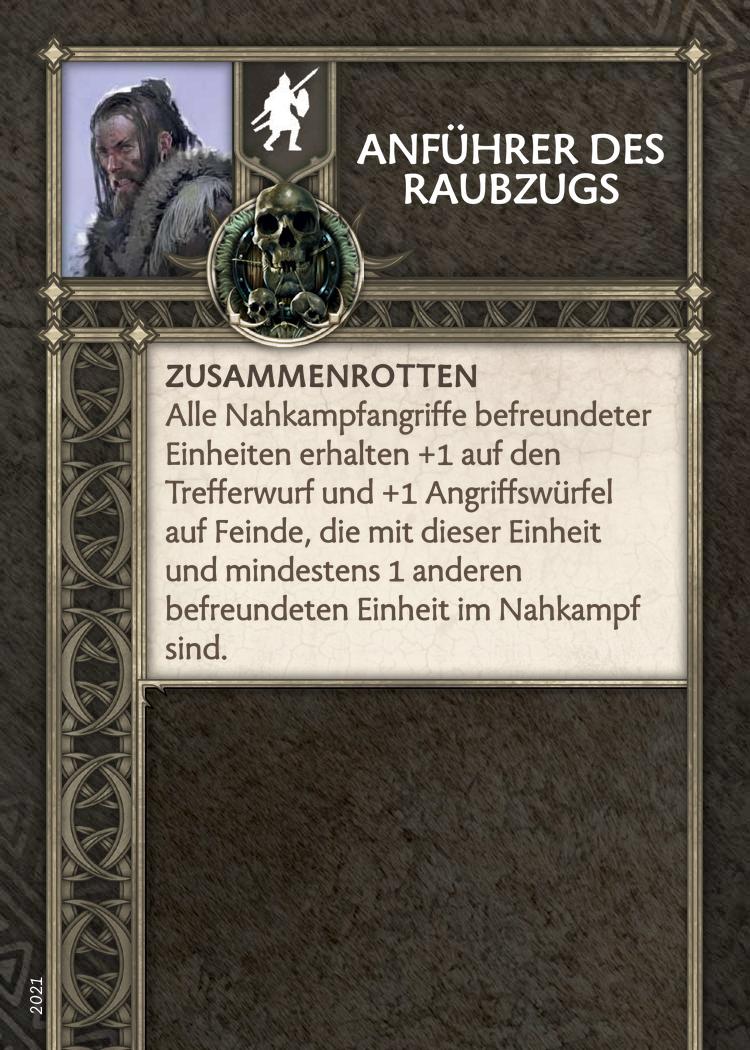 ANFÜHRER DES
RAUBZUGS
ZUSAMMENROTTEN
Alle Nahkampfangriffe befreundeter
Einheiten erhalten +1 auf den
Trefferwurf und +1 Angriffswürfel
auf Feinde, die mit dieser Einheit
und mindestens 1 anderen
befreundeten Einheit im Nahkampf
sind.
2021